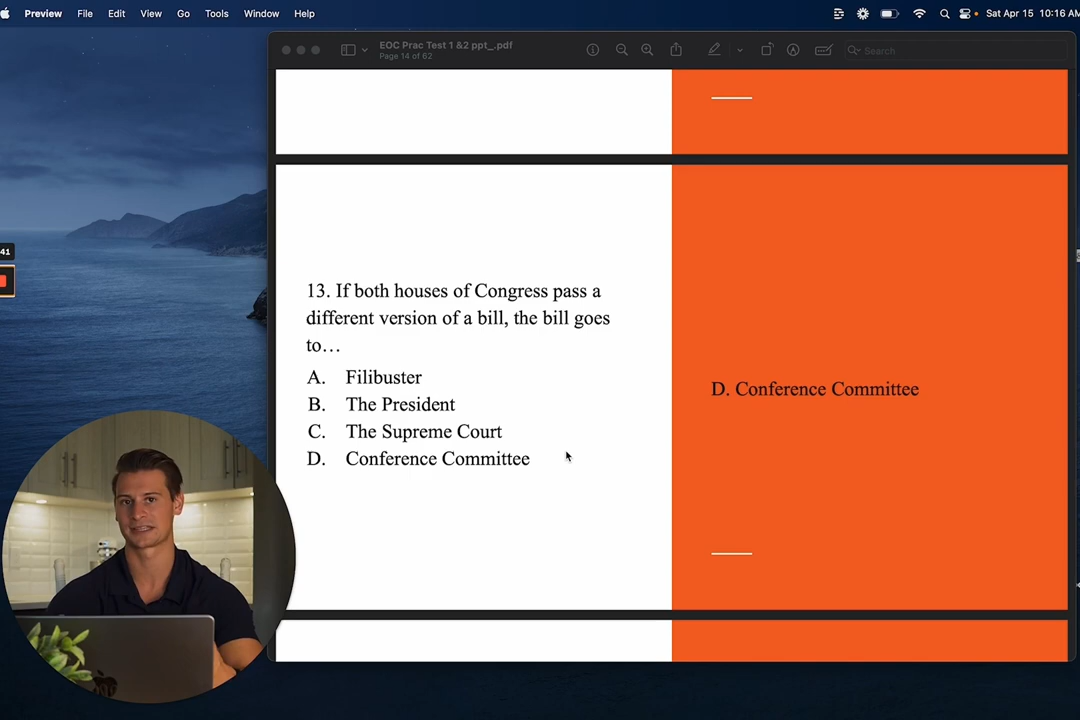 Preview File Edit View Go Tools Window Help
Sat Apr 15 10:16 AM
EOC Prac Test 1 &2 ppt_.pdf
Page 14 of 62
Search
41
13. If both houses of Congress pass a
different version of a bill, the bill goes
to…
A. Filibuster
B. The President
C. The Supreme Court
D. Conference Committee
D. Conference Committee